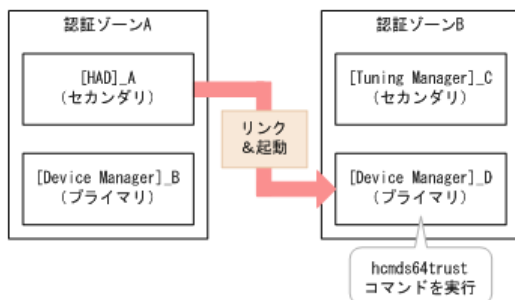 認証ゾーンA
[HAD]_A
(セカンダリ)
[Device Manager]_B
(プライマリ)
リンク
&起動
認証ゾーンB
[Tuning Manager]_C
(セカンダリ)
[Device Manager]_D
(プライマリ)
hcmds64trust
コマンドを実行